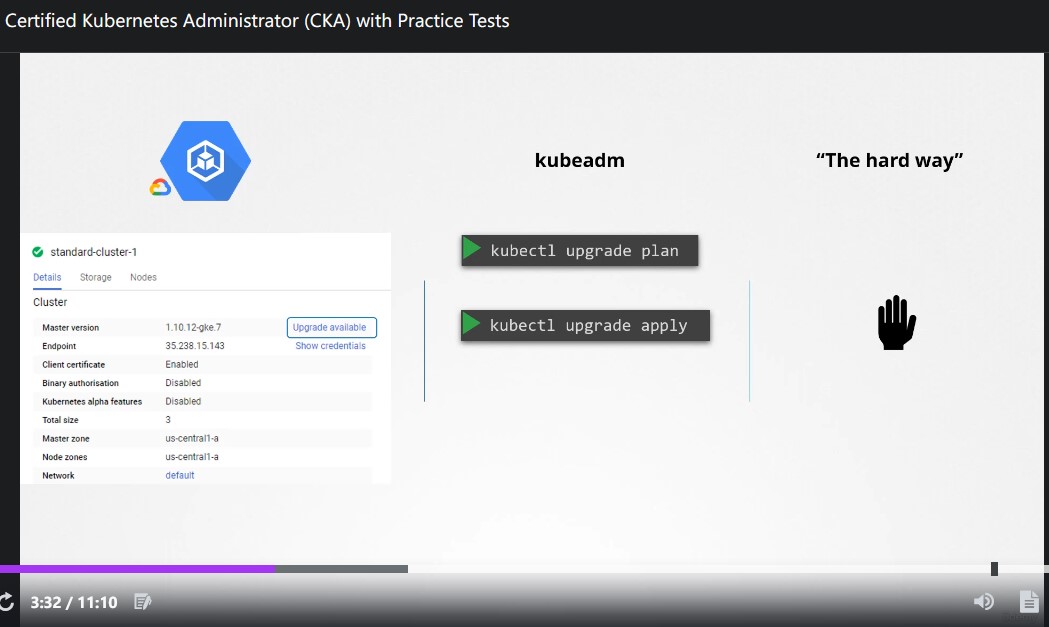 Certified Kubernetes Administrator (CKA) with Practice Tests
kubeadm
“The hard way”
standard-cluster-1
Details Storage Nodes
Cluster
Master version 1.10.12-gke.7 Upgrade available
Endpoint 35.238.15.143 Show credentials
Client certificate Enabled
Binary authorisation Disabled
Kubernetes alpha features Disabled
Total size 3
Master zone us-central1-a
Node zones us-central1-a
Network default
kubectl upgrade plan
kubectl upgrade apply
3:32 / 11:10